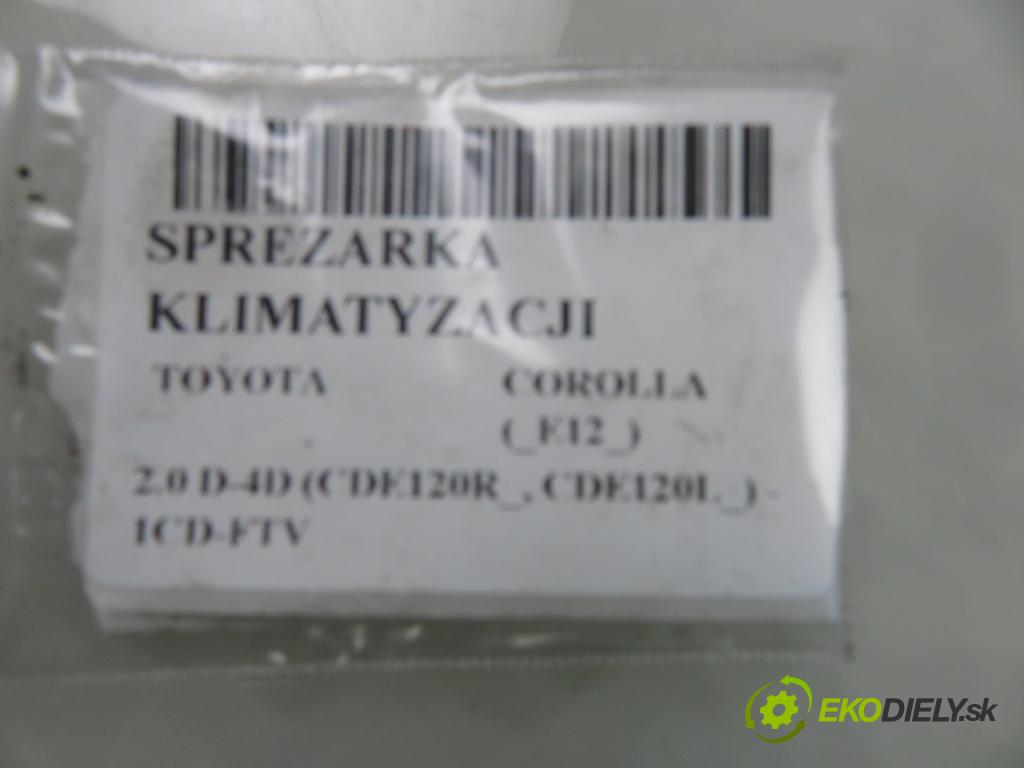 SPREZARKA
KLIMATYZACJI
TOYOTA COROLLA
(_E12_)
2.0 D-4D (CDE120R_, CDE120L_) -
1CD-FTV
EKODIELY.sk